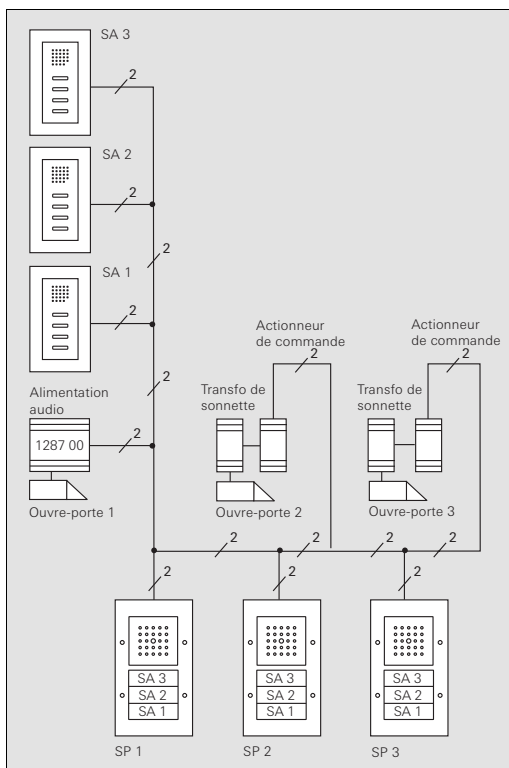 SA 3
2
SA 2
2
2
SA 1
2
2
Actionneur
de commande
2
Actionneur
de commande
2
Alimentation
audio
1287 00
2
Ouvre-porte 1
Transfo de
sonnette
Ouvre-porte 2
Transfo de
sonnette
Ouvre-porte 3
2
2
2
2
2
2
2
SA 3
SA 2
SA 1
SP 1
SA 3
SA 2
SA 1
SP 2
SA 3
SA 2
SA 1
SP 3